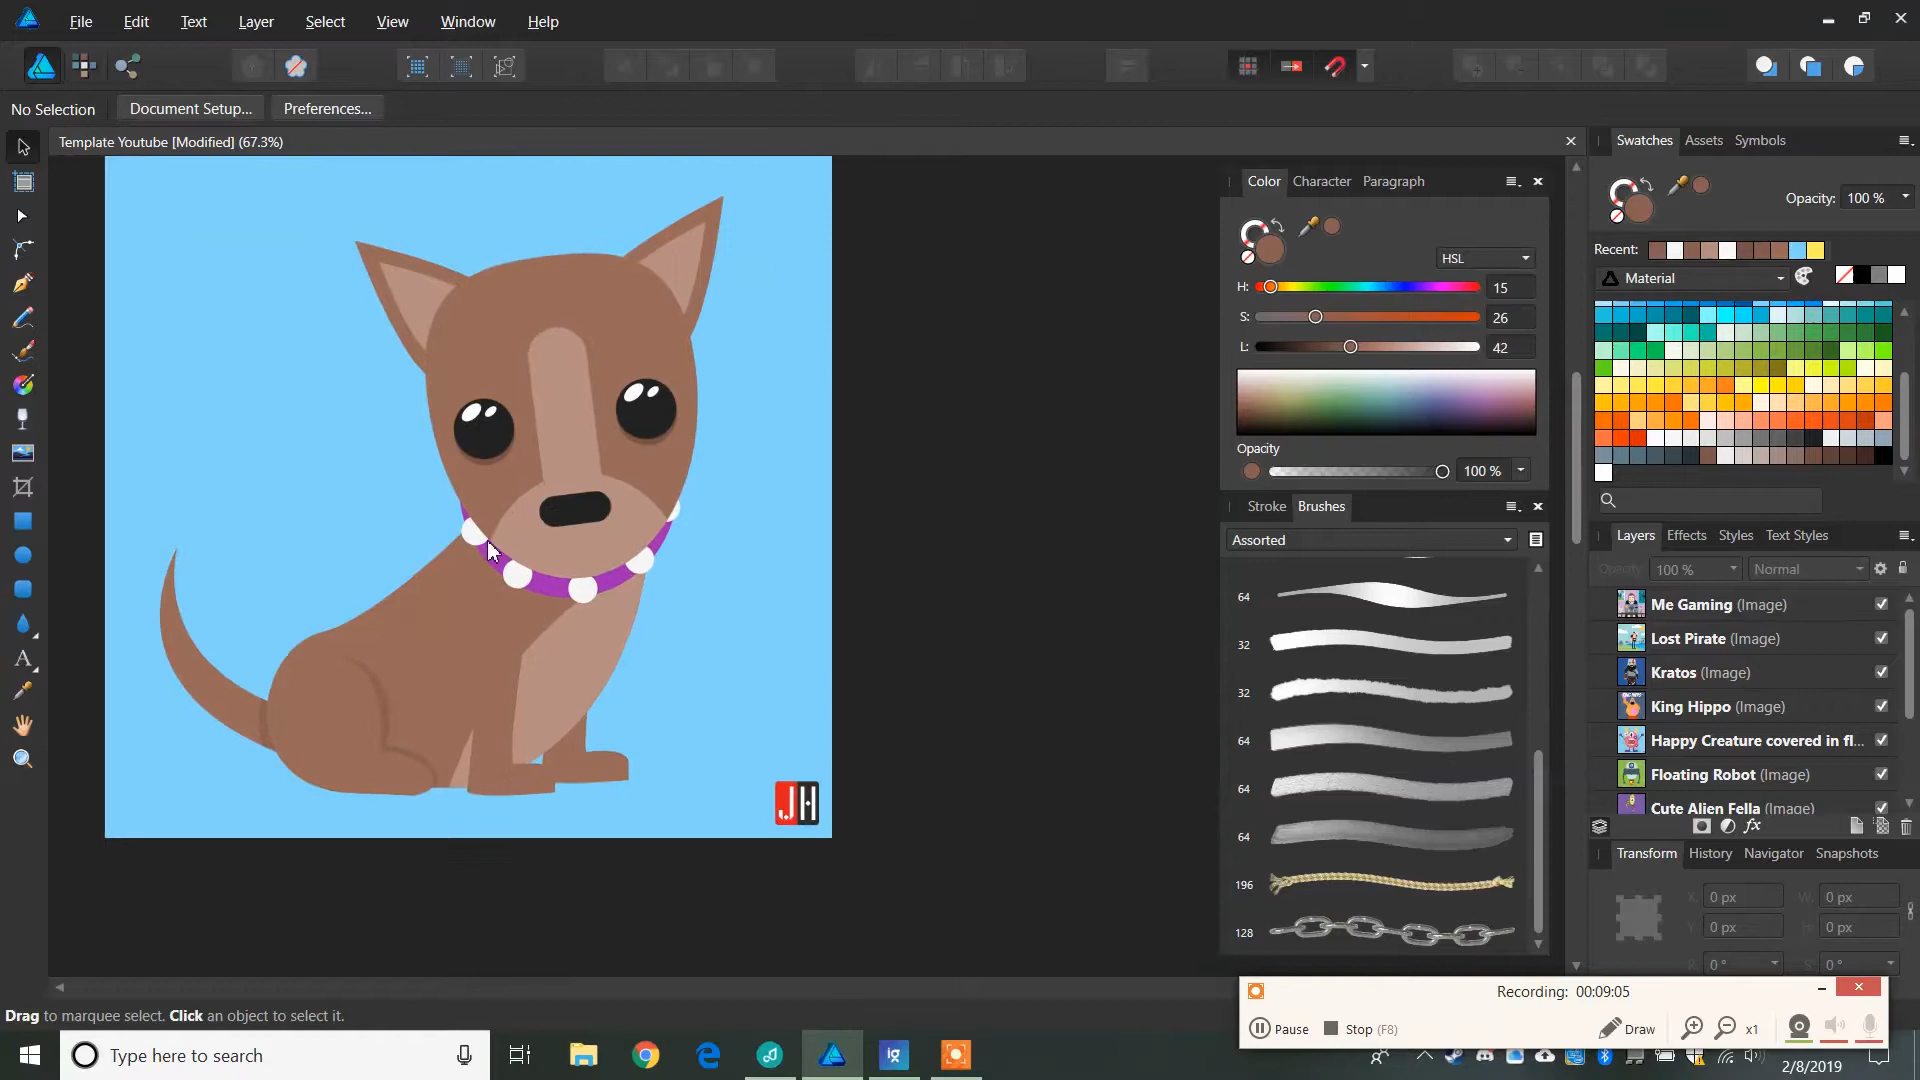 File Edit Text Layer Select View Window Help
No Selection Document Setup... Preferences...
Template Youtube [Modified] (67.3%)
Swatches Assets Symbols
Color Character Paragraph
Opacity: 100 %
Recent:
HSL
Material
H: 15
S: 26
L: 42
Opacity
100 %
Stroke Brushes
Assorted
64
32
32
64
64
64
196
128
Layers Effects Styles Text Styles
Opacity: 100 % Normal
Me Gaming (Image)
Lost Pirate (Image)
Kratos (Image)
King Hippo (Image)
Happy Creature covered in fl...
Floating Robot (Image)
Cute Alien Fella (Image)
fx
Transform History Navigator Snapshots
X: 0 px W: 0 px
Y: 0 px H: 0 px
R: 0 ° S: 0 °
JH
Recording: 00:09:05
Pause Stop (F8) Draw x1
Drag to marquee select. Click an object to select it.
Type here to search
ig
2/8/2019